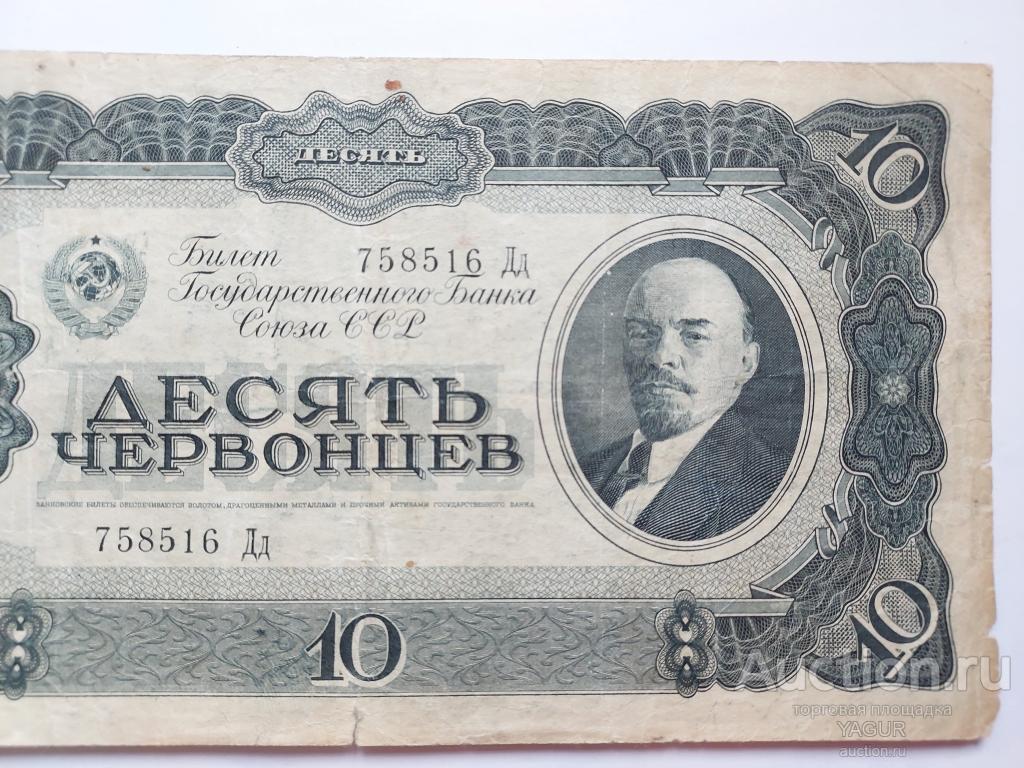 ДЕСЯТЬ
10
Билет 758516 Дд
Государственного Банка
Союза ССР
ДЕСЯТЬ
ДЕСЯТЬ
ЧЕРВОНЦЕВ
БАНКОВСКИЕ БИЛЕТЫ ОБЕСПЕЧИВАЮТСЯ ЗОЛОТОМ, ДРАГОЦЕННЫМИ МЕТАЛЛАМИ И ПРОЧИМИ АКТИВАМИ ГОСУДАРСТВЕННОГО БАНКА
758516 Дд
10
10
Auction.ru
торговая площадка
YAGUR
auction.ru